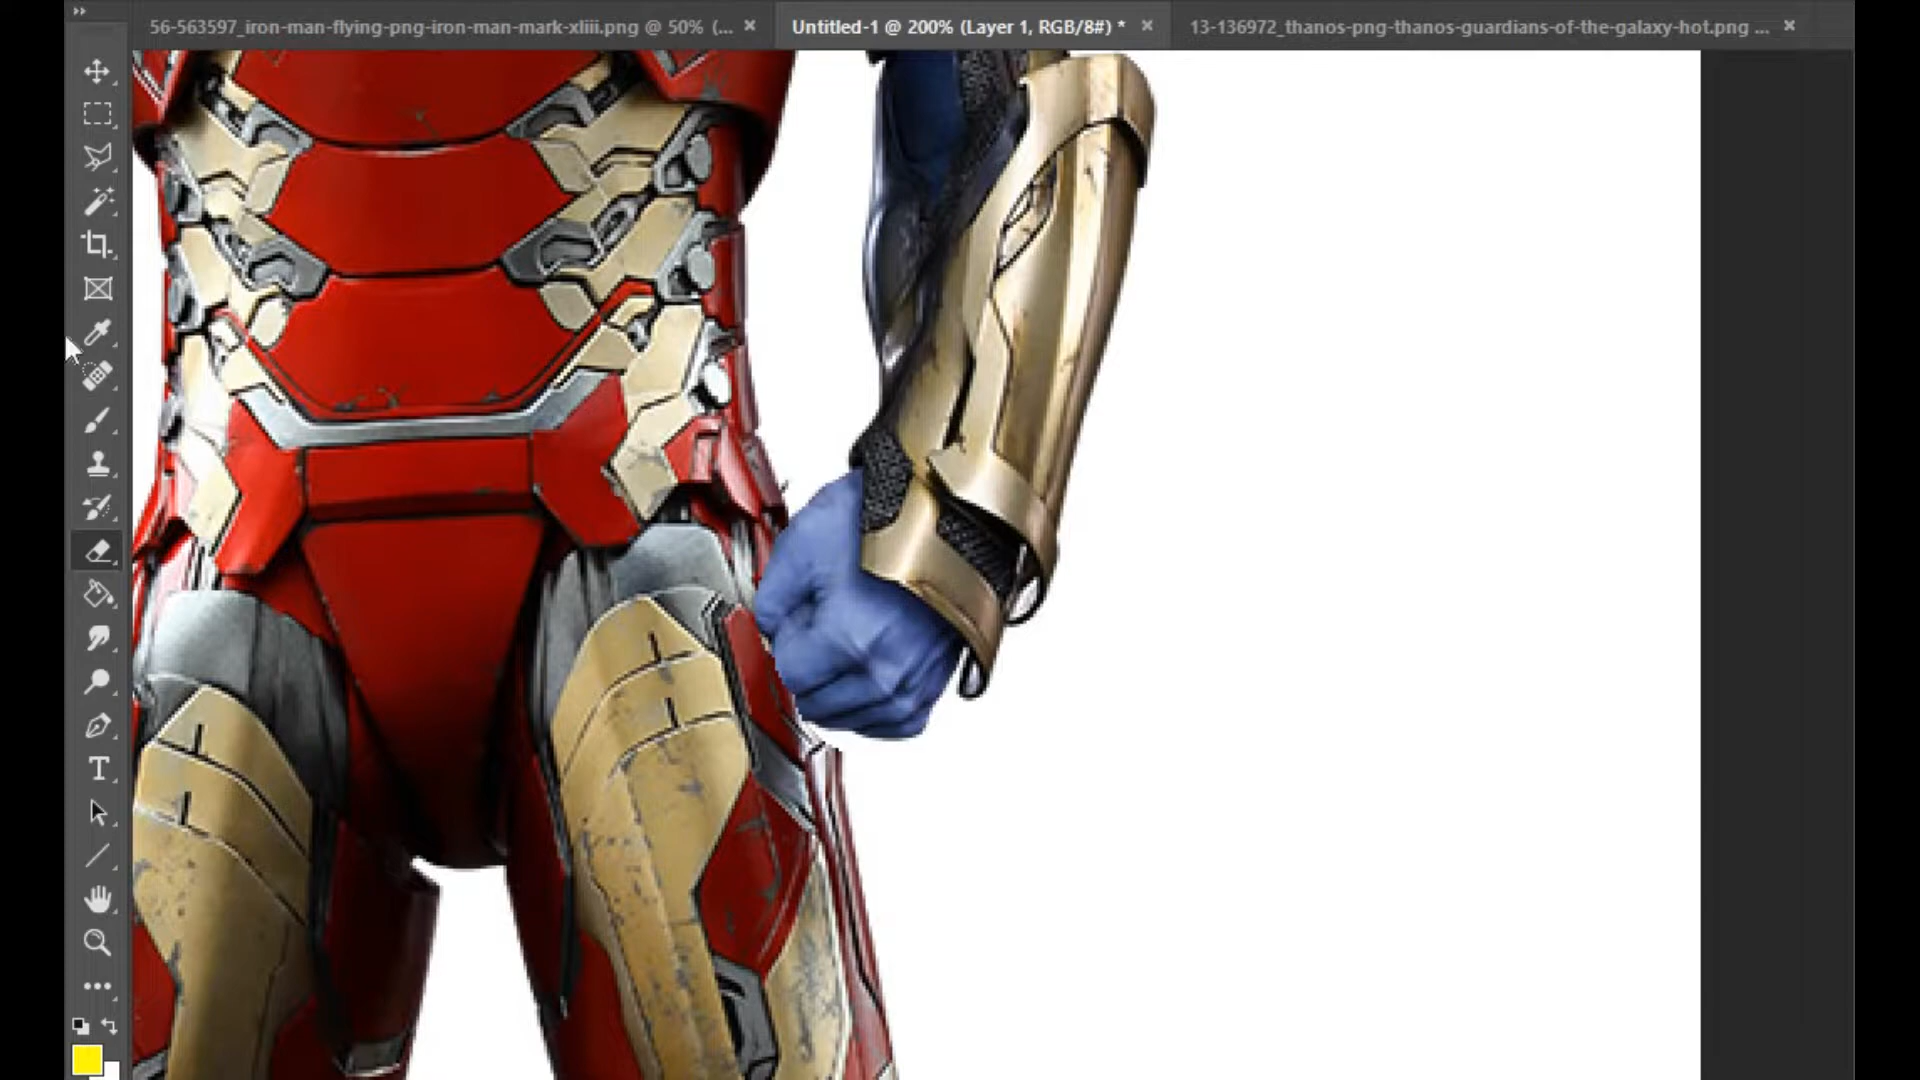 56-563597_iron-man-flying-png-iron-man-mark-xliii.png @ 50% (... ×
Untitled-1 @ 200% (Layer 1, RGB/8#) * ×
13-136972_thanos-png-thanos-guardians-of-the-galaxy-hot.png ... ×
T